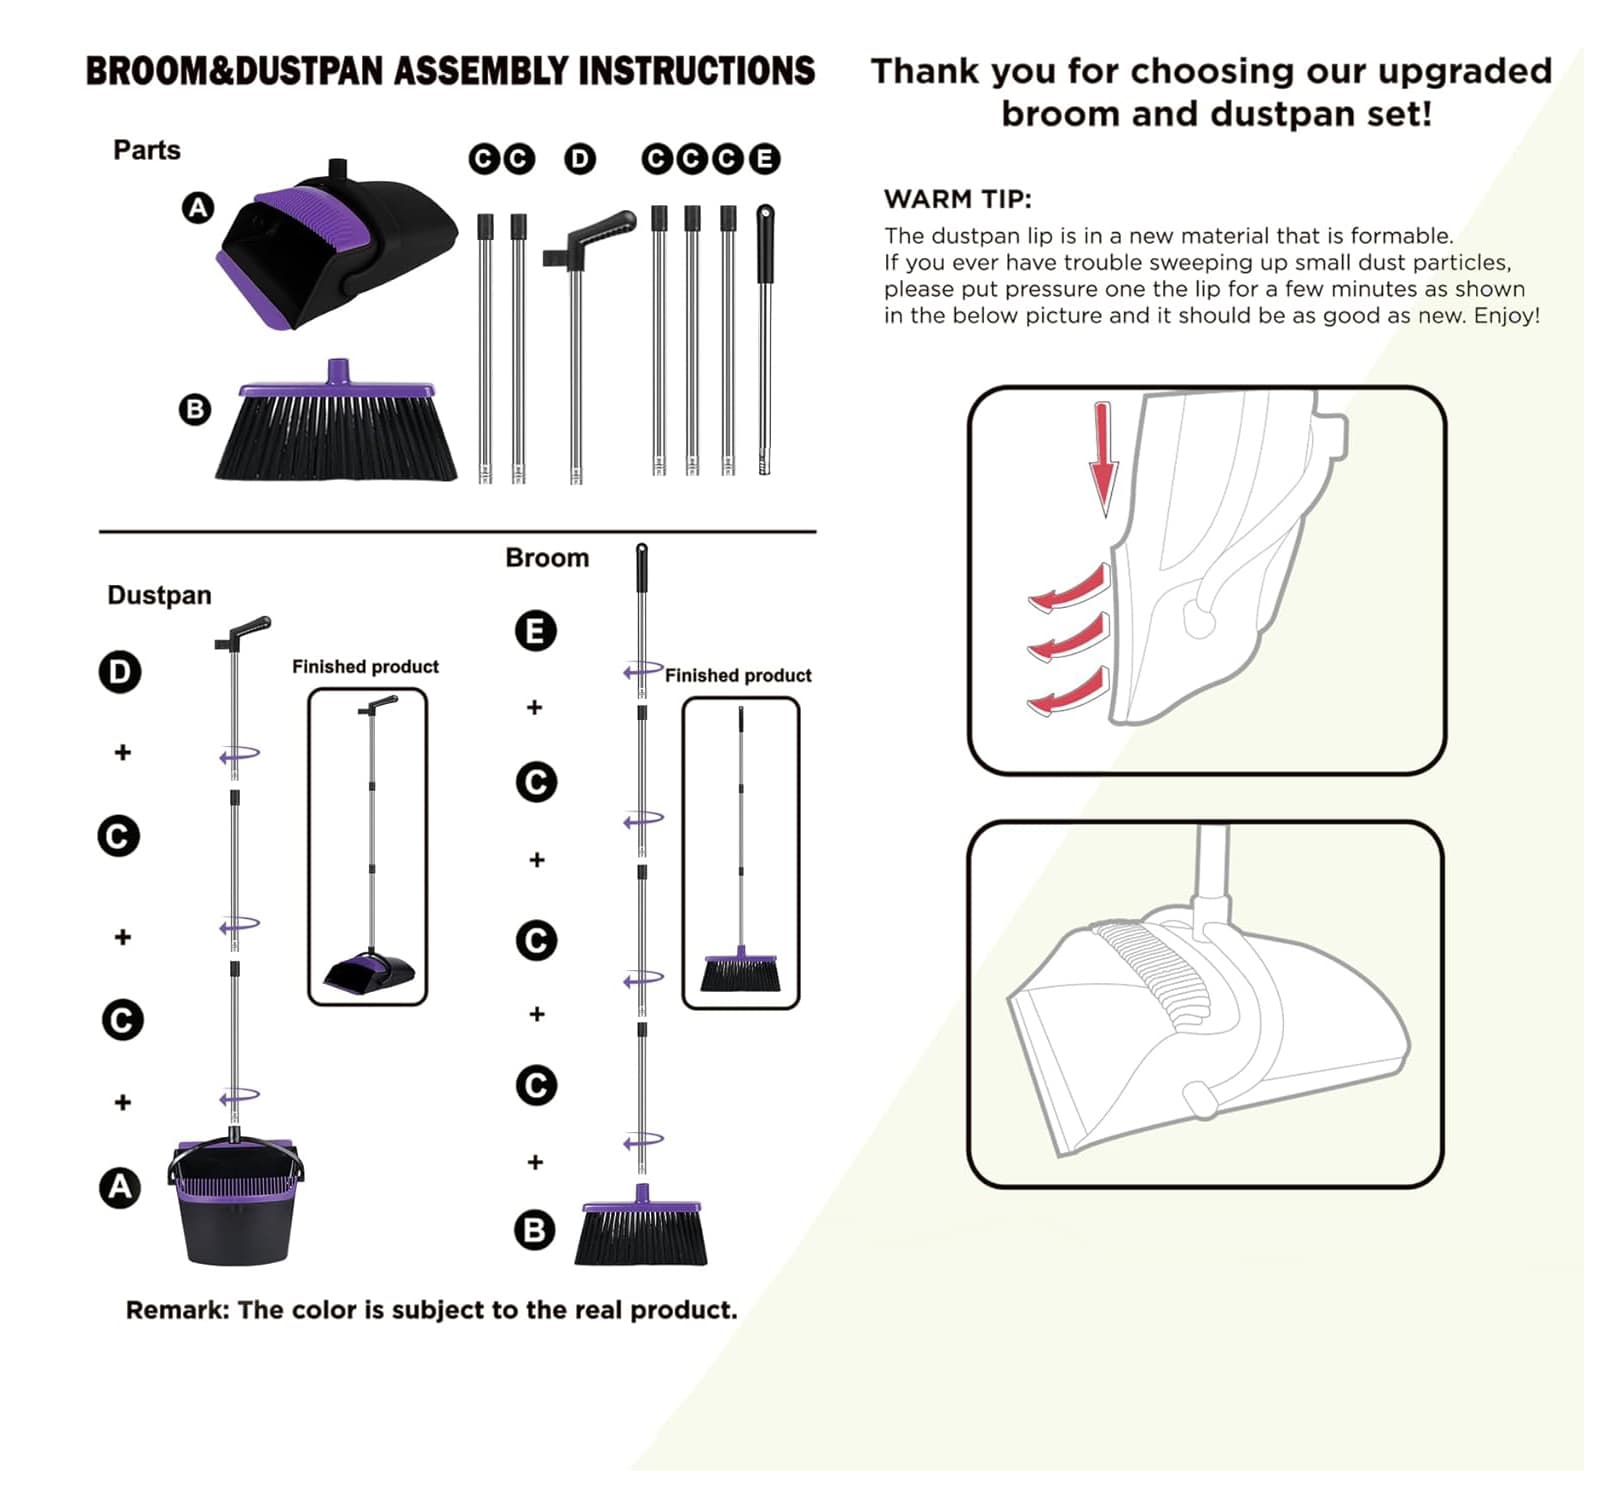 BROOM&DUSTPAN ASSEMBLY INSTRUCTIONS
Parts
A
B
C C D C C C E
Dustpan
D
+
C
+
C
+
A
Finished product
Broom
E
+
C
+
C
+
C
+
B
Finished product
Remark: The color is subject to the real product.
Thank you for choosing our upgraded
broom and dustpan set!
WARM TIP:
The dustpan lip is in a new material that is formable.
If you ever have trouble sweeping up small dust particles,
please put pressure one the lip for a few minutes as shown
in the below picture and it should be as good as new. Enjoy!